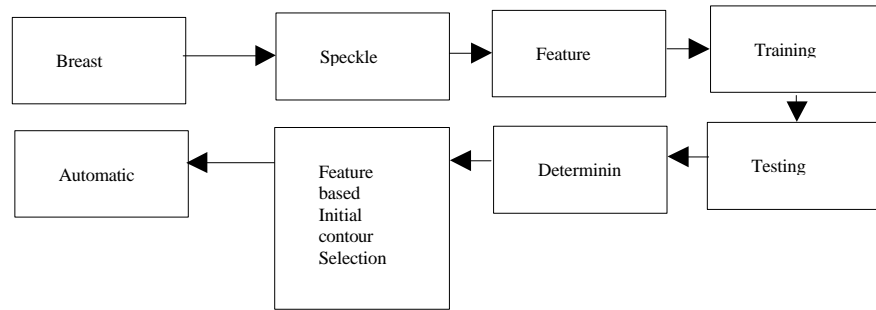 Breast
Speckle
Feature
Training
Testing
Determinin
Feature
based
Initial
contour
Selection
Automatic